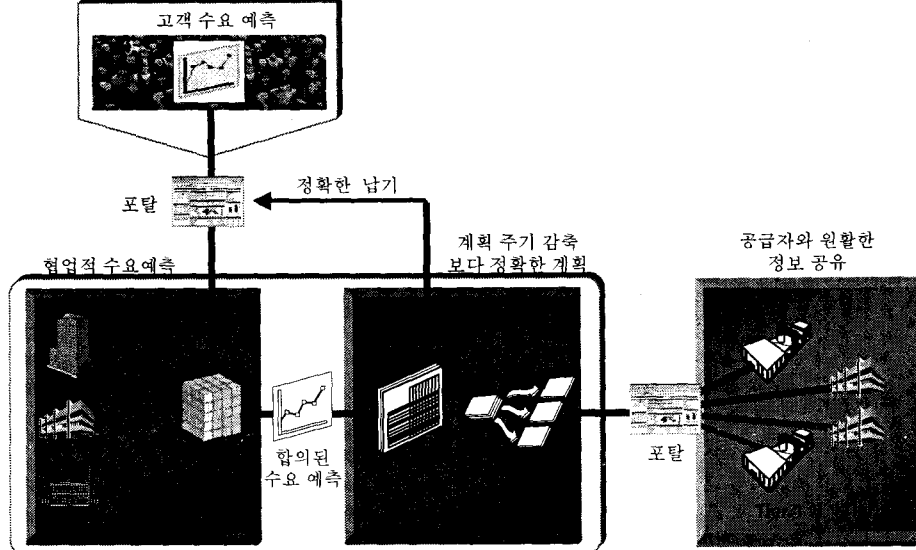 고객 수요 예측
포탈
정확한 납기
협업적 수요예측
계획 주기 감축
보다 정확한 계획
공급자와 원활한
정보 공유
합의된
수요 예측
포탈